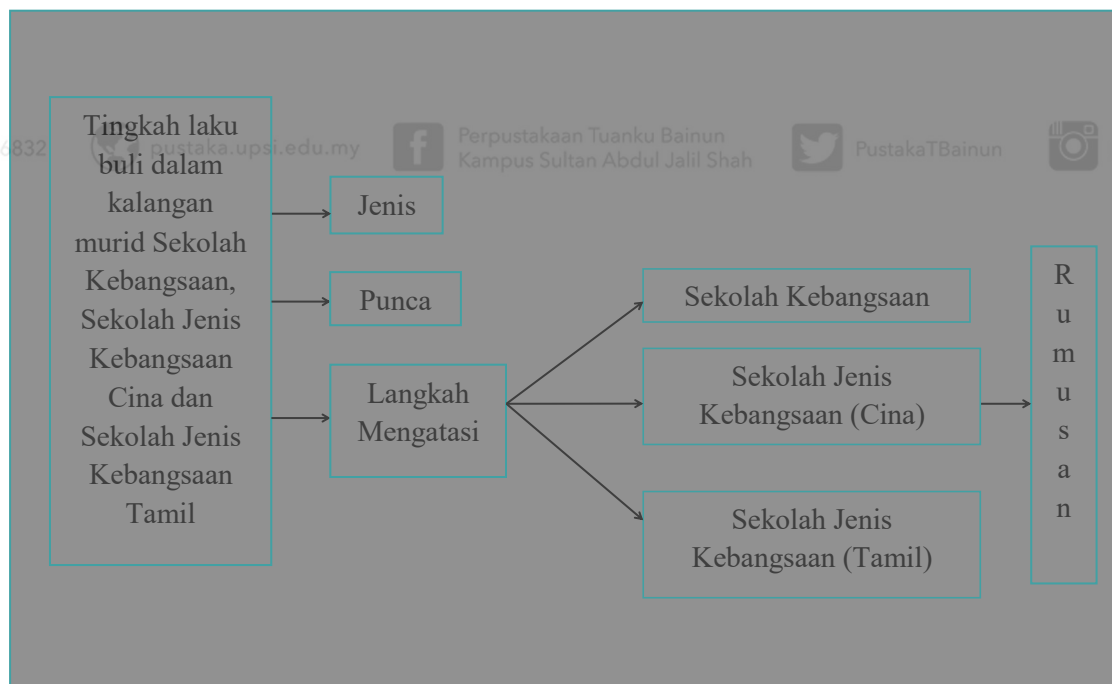 Tingkah laku
buli dalam
kalangan
murid Sekolah
Kebangsaan,
Sekolah Jenis
Kebangsaan
Cina dan
Sekolah Jenis
Kebangsaan
Tamil
6832
pustaka.upsi.edu.my
Perpustakaan Tuanku Bainun
Kampus Sultan Abdul Jalil Shah
PustakaTBainun
Jenis
Punca
Langkah
Mengatasi
Sekolah Kebangsaan
Sekolah Jenis
Kebangsaan (Cina)
Sekolah Jenis
Kebangsaan (Tamil)
R
u
m
u
s
a
n